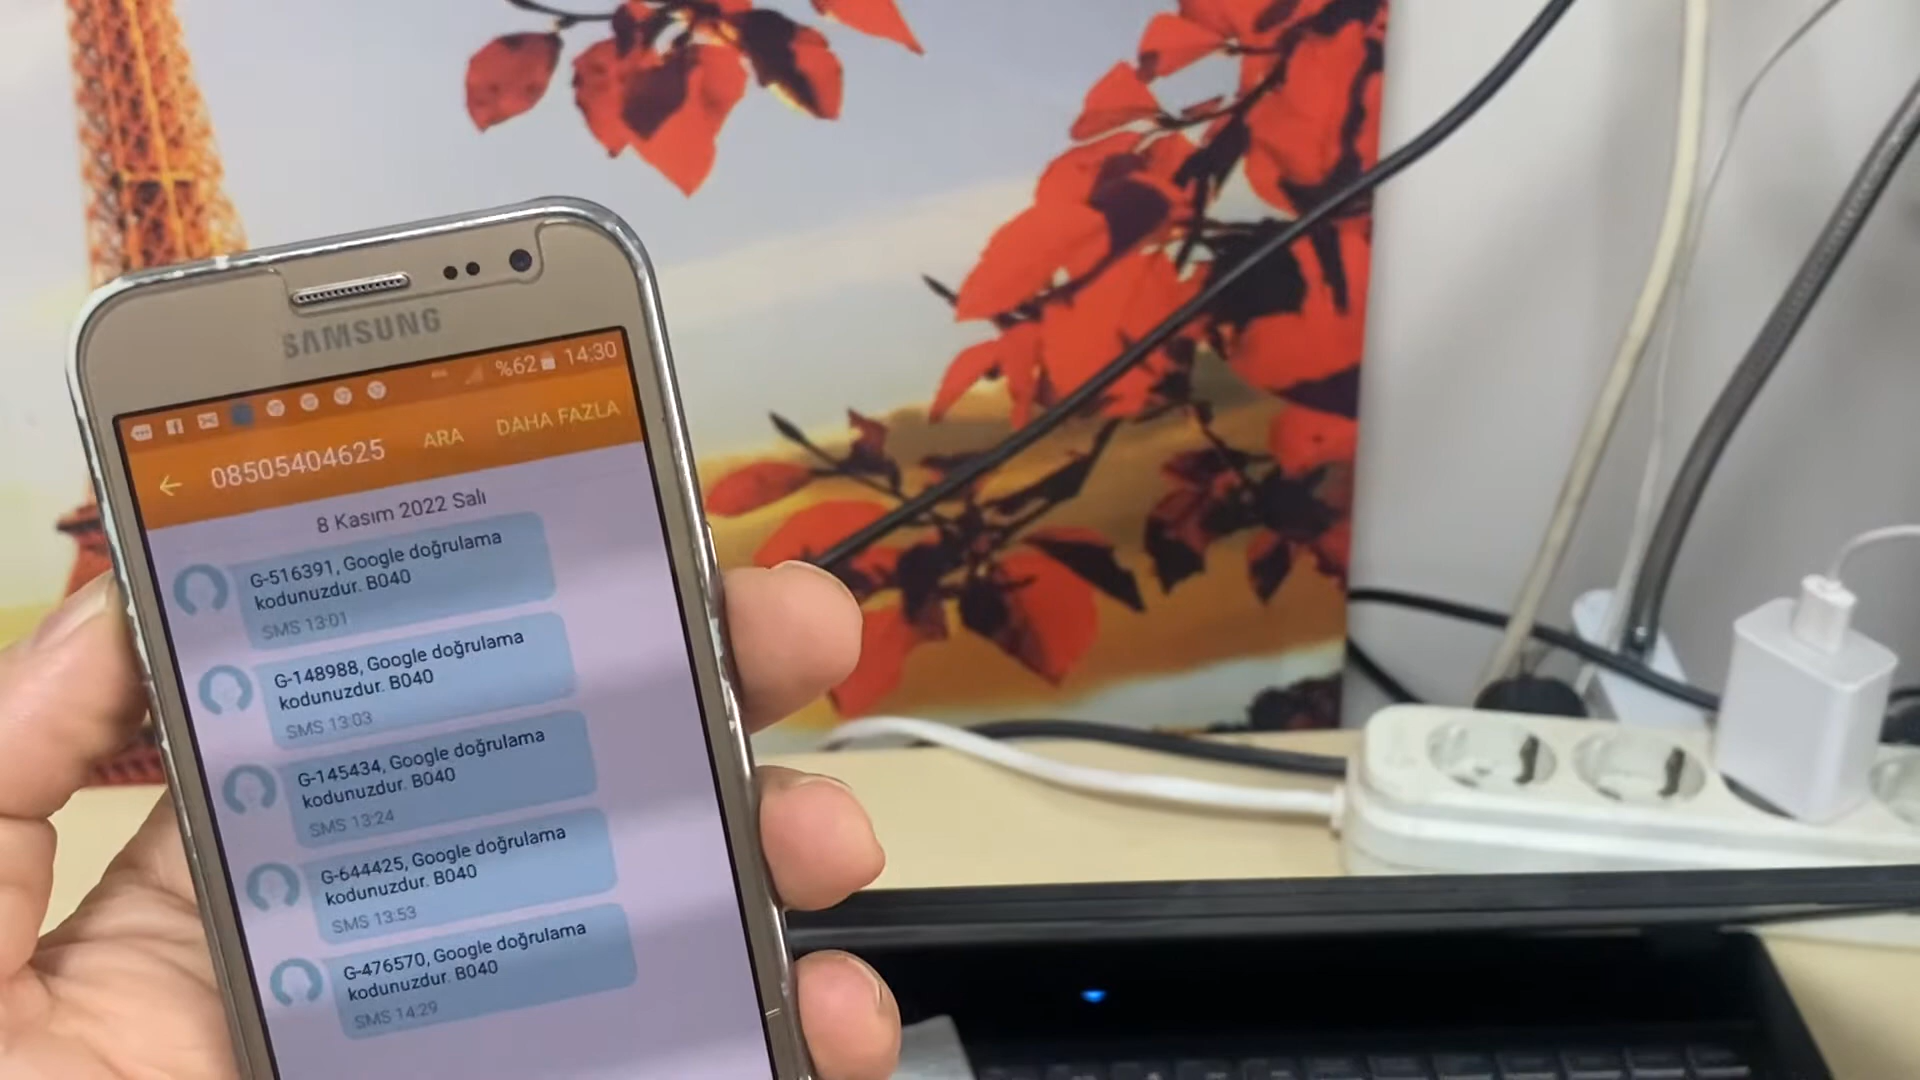 SAMSUNG
%62 14:30
08505404625 ARA DAHA FAZLA
8 Kasım 2022 Salı
G-516391, Google doğrulama
kodunuzdur. B040
SMS 13:01
G-148988, Google doğrulama
kodunuzdur. B040
SMS 13:03
G-145434, Google doğrulama
kodunuzdur. B040
SMS 13:24
G-644425, Google doğrulama
kodunuzdur. B040
SMS 13:53
G-476570, Google doğrulama
kodunuzdur. B040
SMS 14:29